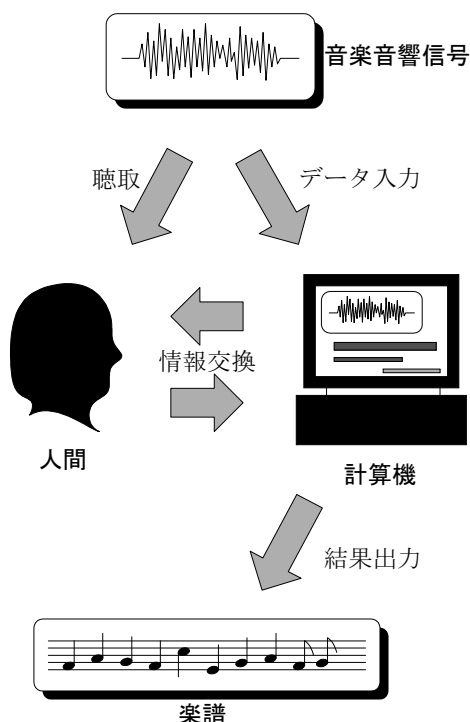 音楽音響信号
聴取
データ入力
情報交換
人間
計算機
結果出力
楽譜